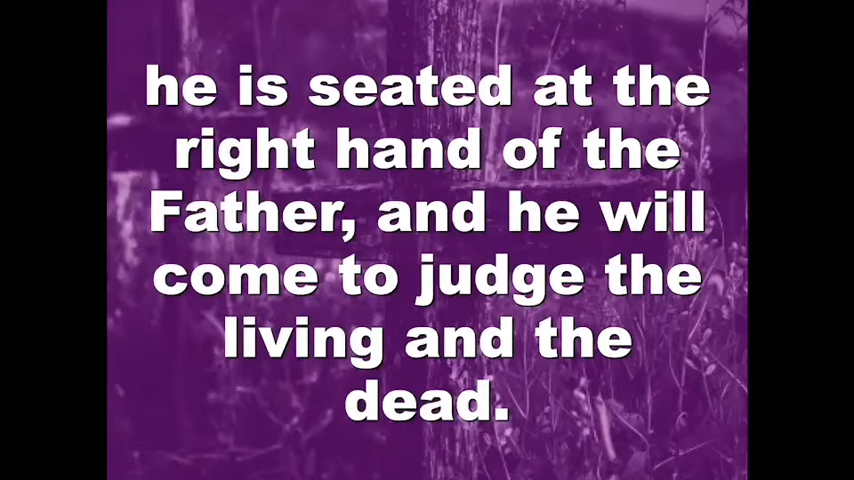 he is seated at the
right hand of the
Father, and he will
come to judge the
living and the
dead.